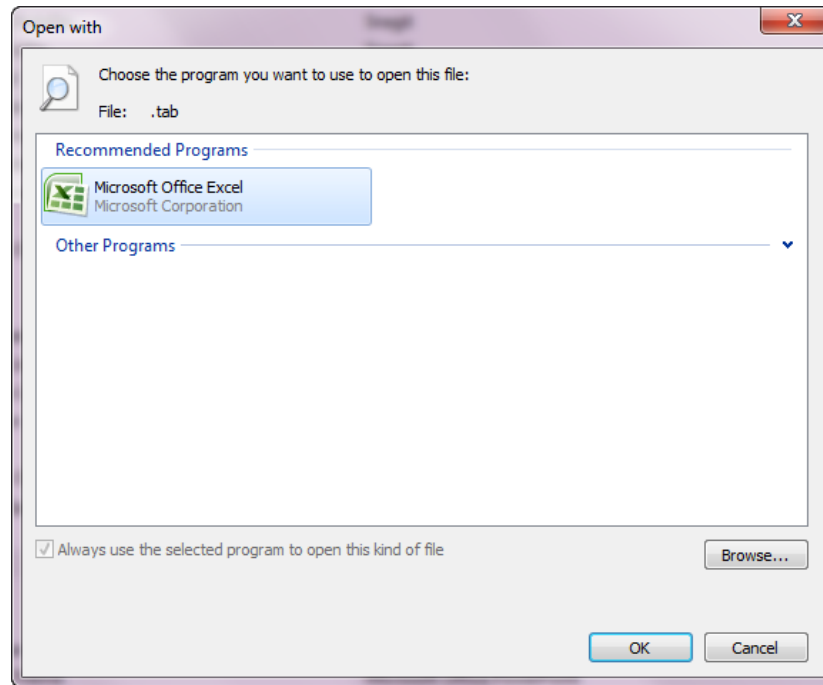 Open with
Choose the program you want to use to open this file:
File: .tab
Recommended Programs
Microsoft Office Excel
Microsoft Corporation
Other Programs
Always use the selected program to open this kind of file
Browse...
OK
Cancel